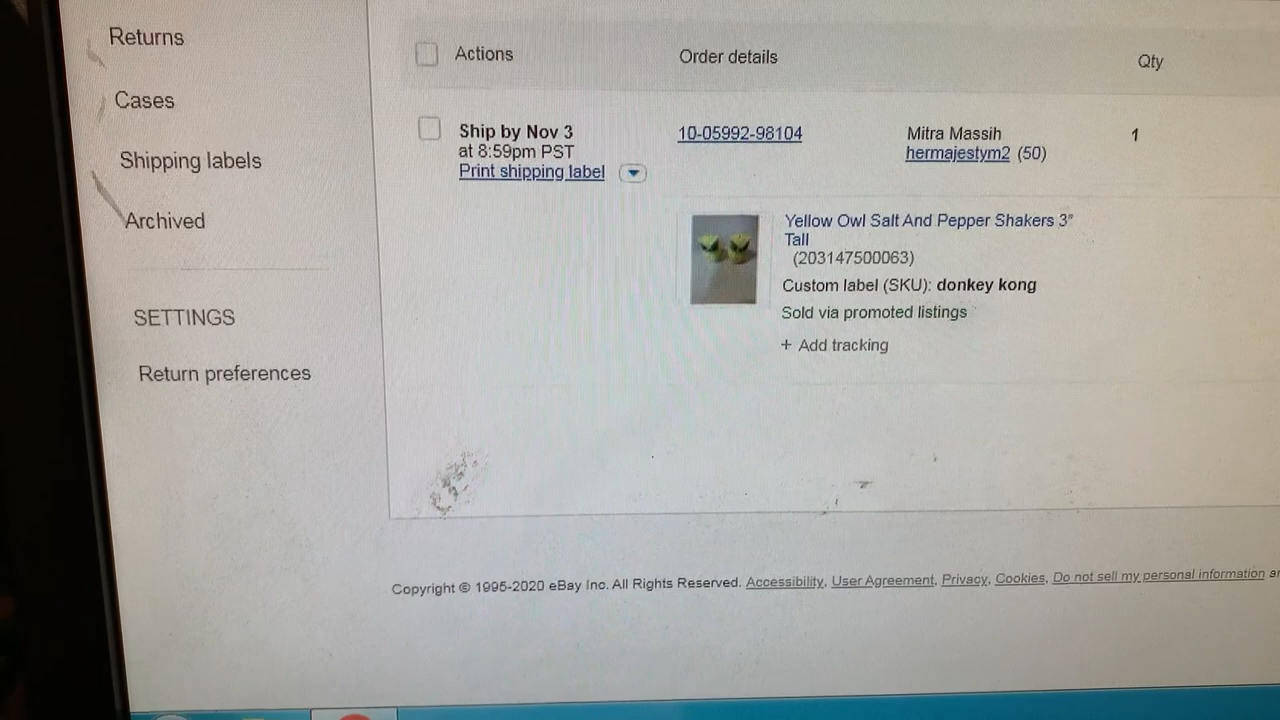 Returns
Cases
Shipping labels
Archived
SETTINGS
Return preferences
Actions
Order details
Qty
Ship by Nov 3
at 8:59pm PST
Print shipping label
10-05992-98104
Mitra Massih
hermajestym2 (50)
1
Yellow Owl Salt And Pepper Shakers 3"
Tall
(203147500063)
Custom label (SKU): donkey kong
Sold via promoted listings
+ Add tracking
Copyright © 1995-2020 eBay Inc. All Rights Reserved. Accessibility, User Agreement, Privacy, Cookies, Do not sell my personal information